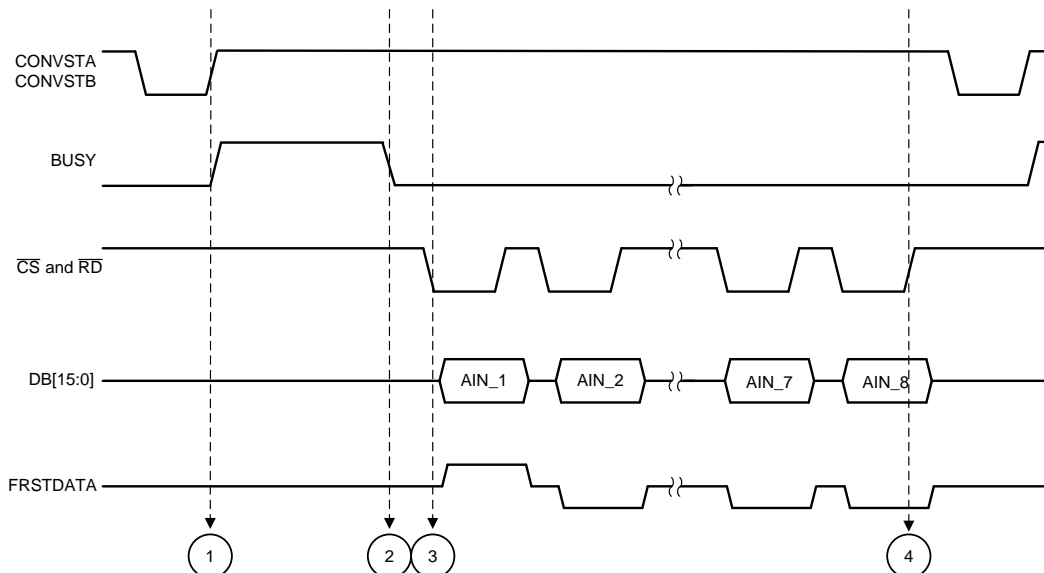 CONVSTA
CONVSTB
BUSY
CS and RD
DB[15:0]
AIN_1
AIN_2
AIN_7
AIN_8
FRSTDATA
1
2
3
4